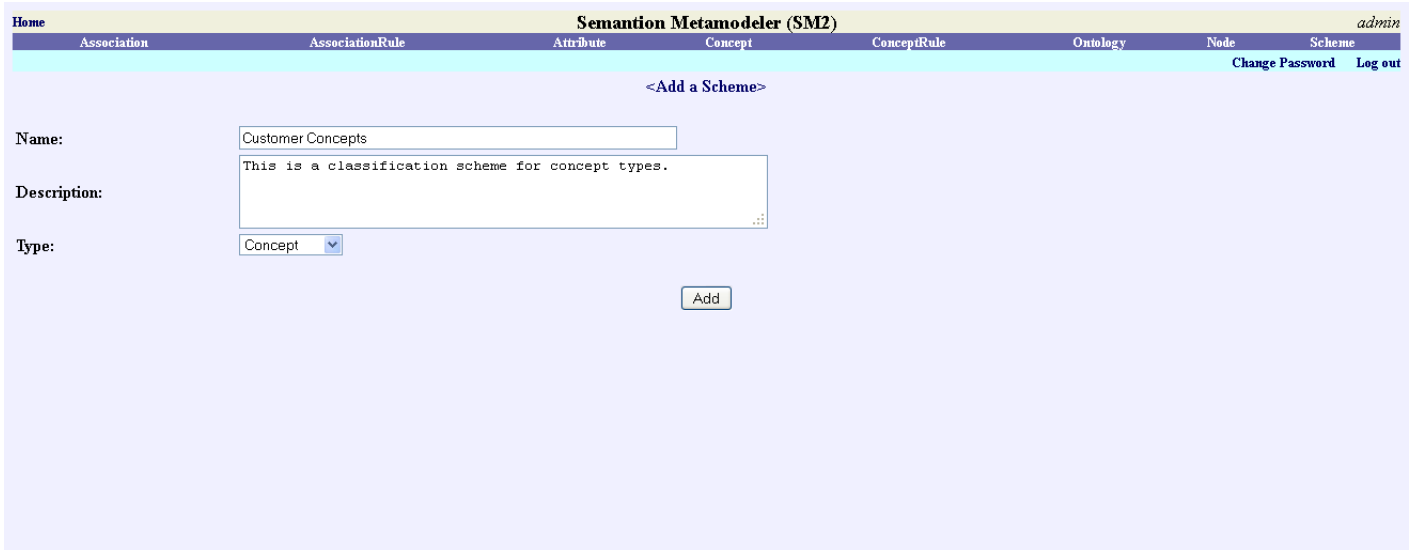 Home Semantion Metamodeler (SM2) admin
Association AssociationRule Attribute Concept ConceptRule Ontology Node Scheme
Change Password Log out
<Add a Scheme>
Name: Customer Concepts
This is a classification scheme for concept types.
Description:
Type: Concept
Add